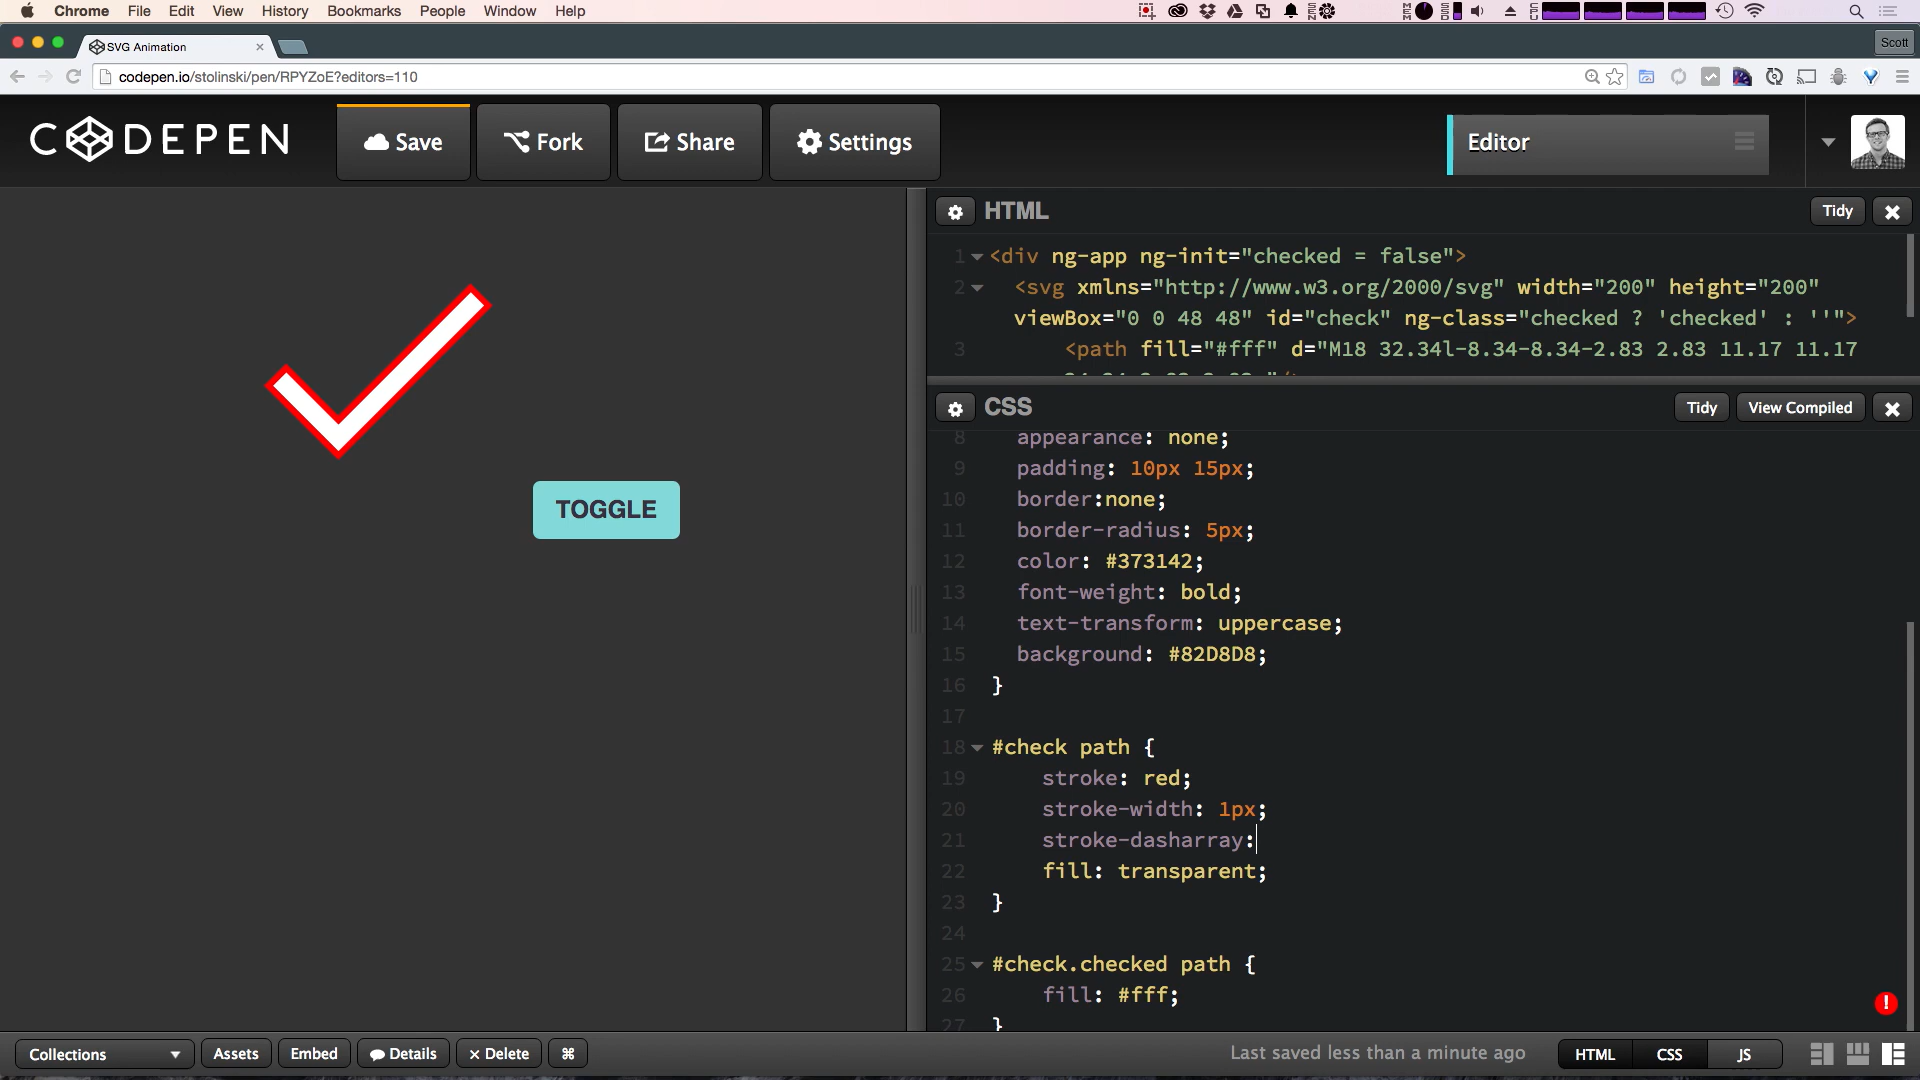 Chrome File Edit View History Bookmarks People Window Help
SVG Animation
Scott
codepen.io/stolinski/pen/RPYZoE?editors=110
CODEPEN
Save Fork Share Settings
Editor
HTML Tidy
1 <div ng-app ng-init="checked = false">
2 <svg xmlns="http://www.w3.org/2000/svg" width="200" height="200"
viewBox="0 0 48 48" id="check" ng-class="checked ? 'checked' : ''">
3 <path fill="#fff" d="M18 32.34l-8.34-8.34-2.83 2.83 11.17 11.17
TOGGLE
CSS Tidy View Compiled
8 appearance: none;
9 padding: 10px 15px;
10 border:none;
11 border-radius: 5px;
12 color: #373142;
13 font-weight: bold;
14 text-transform: uppercase;
15 background: #82D8D8;
16 }
17
18 #check path {
19 stroke: red;
20 stroke-width: 1px;
21 stroke-dasharray:
22 fill: transparent;
23 }
24
25 #check.checked path {
26 fill: #fff;
27 }
Collections Assets Embed Details × Delete ⌘
Last saved less than a minute ago
HTML CSS JS